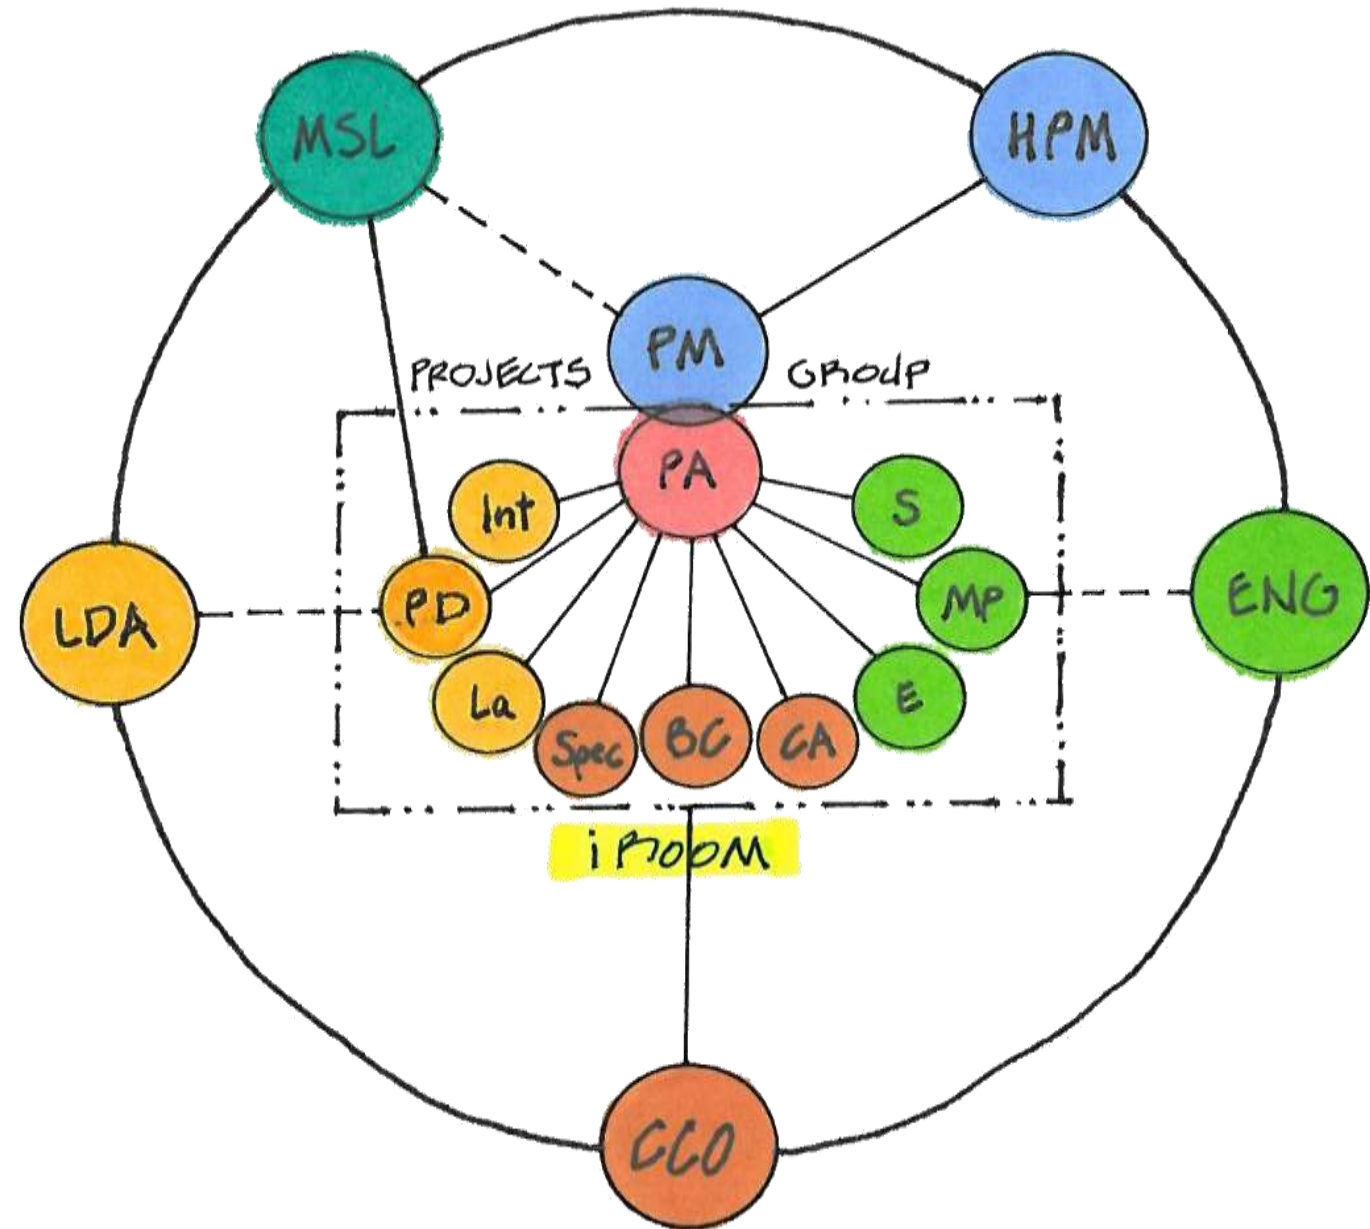 MSL
HPM
PM
PROJECTS GROUP
PA
Int
S
PD
MP
LDA
ENG
La
E
Spec
BC
CA
iROOM
CCO